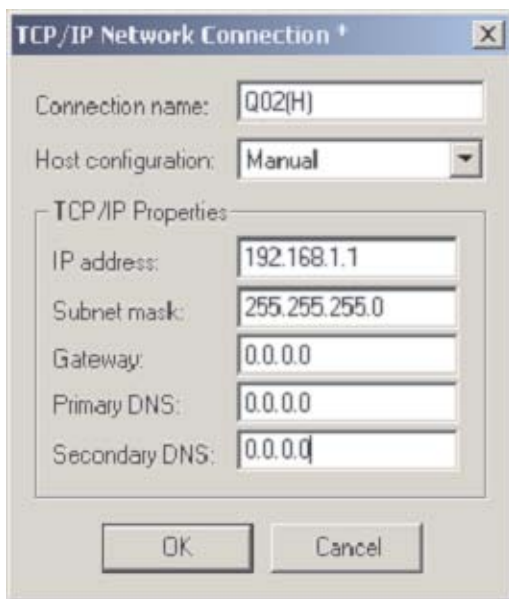 TCP/IP Network Connection *
Connection name: Q02(H)
Host configuration: Manual
TCP/IP Properties
IP address: 192.168.1.1
Subnet mask: 255.255.255.0
Gateway: 0.0.0.0
Primary DNS: 0.0.0.0
Secondary DNS: 0.0.0.0
OK Cancel